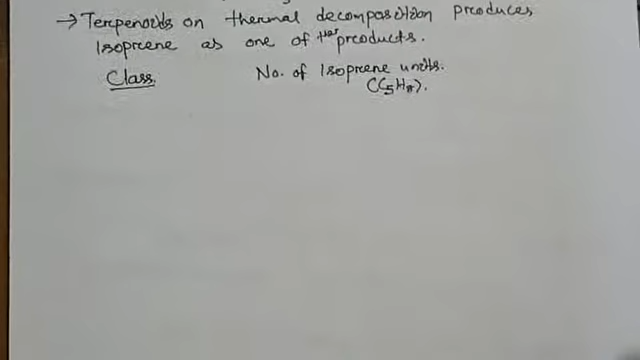 → Terpenoids on thermal decomposition produces
Isoprene as one of the products.
Class No. of Isoprene units.
(C5H8).